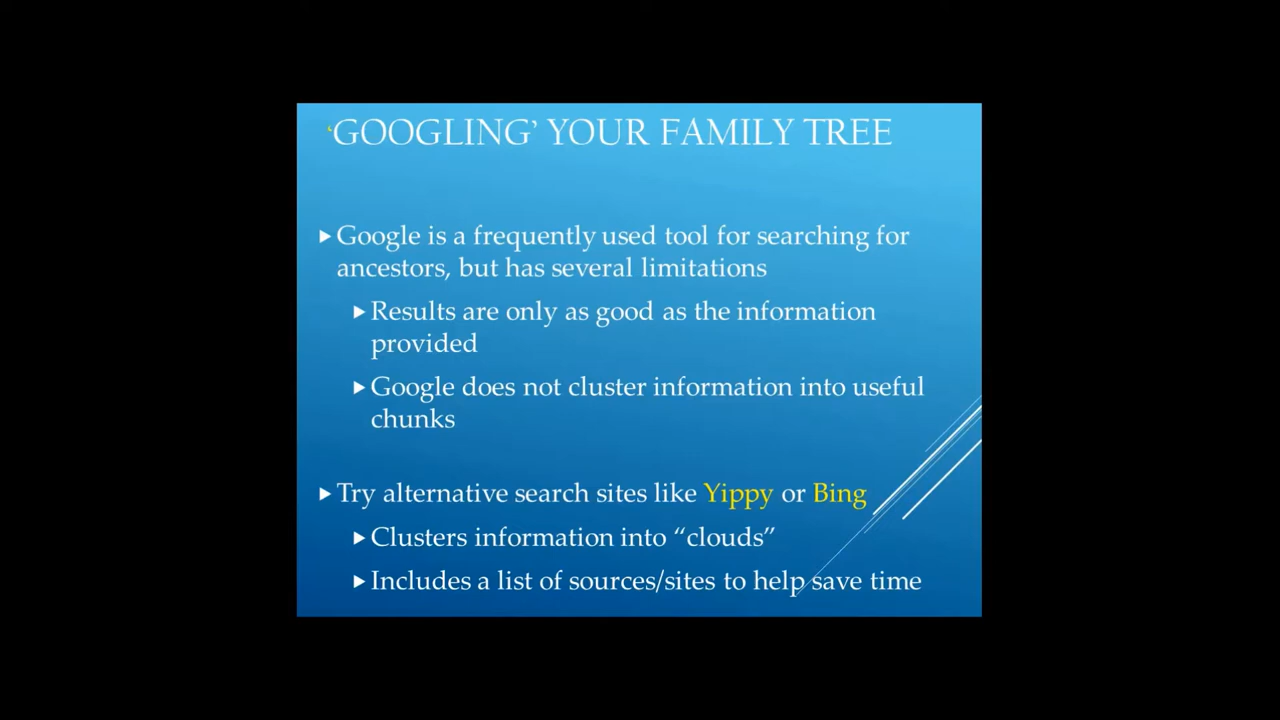 ‘GOOGLING’ YOUR FAMILY TREE
Google is a frequently used tool for searching for
ancestors, but has several limitations
Results are only as good as the information
provided
Google does not cluster information into useful
chunks
Try alternative search sites like Yippy or Bing
Clusters information into “clouds”
Includes a list of sources/sites to help save time